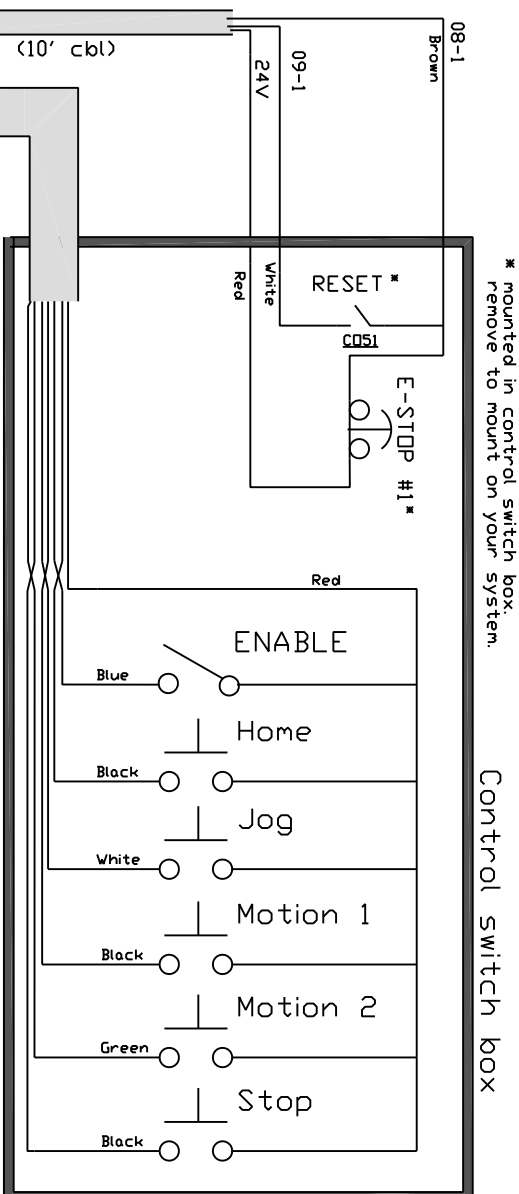 (10' cbl)
24V
09-1
08-1
Brown
Red
White
RESET *
CO51
E-STOP #1*
* mounted in control switch box.
remove to mount on your system.
Red
ENABLE
Blue
Home
Black
Jog
White
Motion 1
Black
Motion 2
Green
Stop
Black
Control switch box